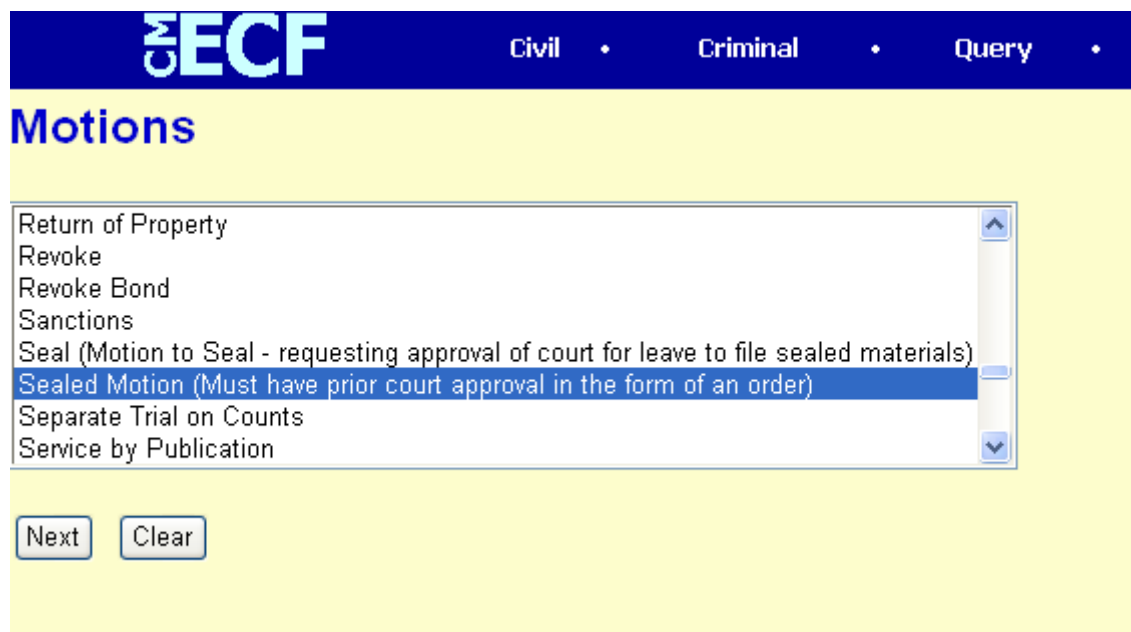 CM ECF Civil • Criminal • Query •
Motions
Return of Property
Revoke
Revoke Bond
Sanctions
Seal (Motion to Seal - requesting approval of court for leave to file sealed materials)
Sealed Motion (Must have prior court approval in the form of an order)
Separate Trial on Counts
Service by Publication
Next Clear